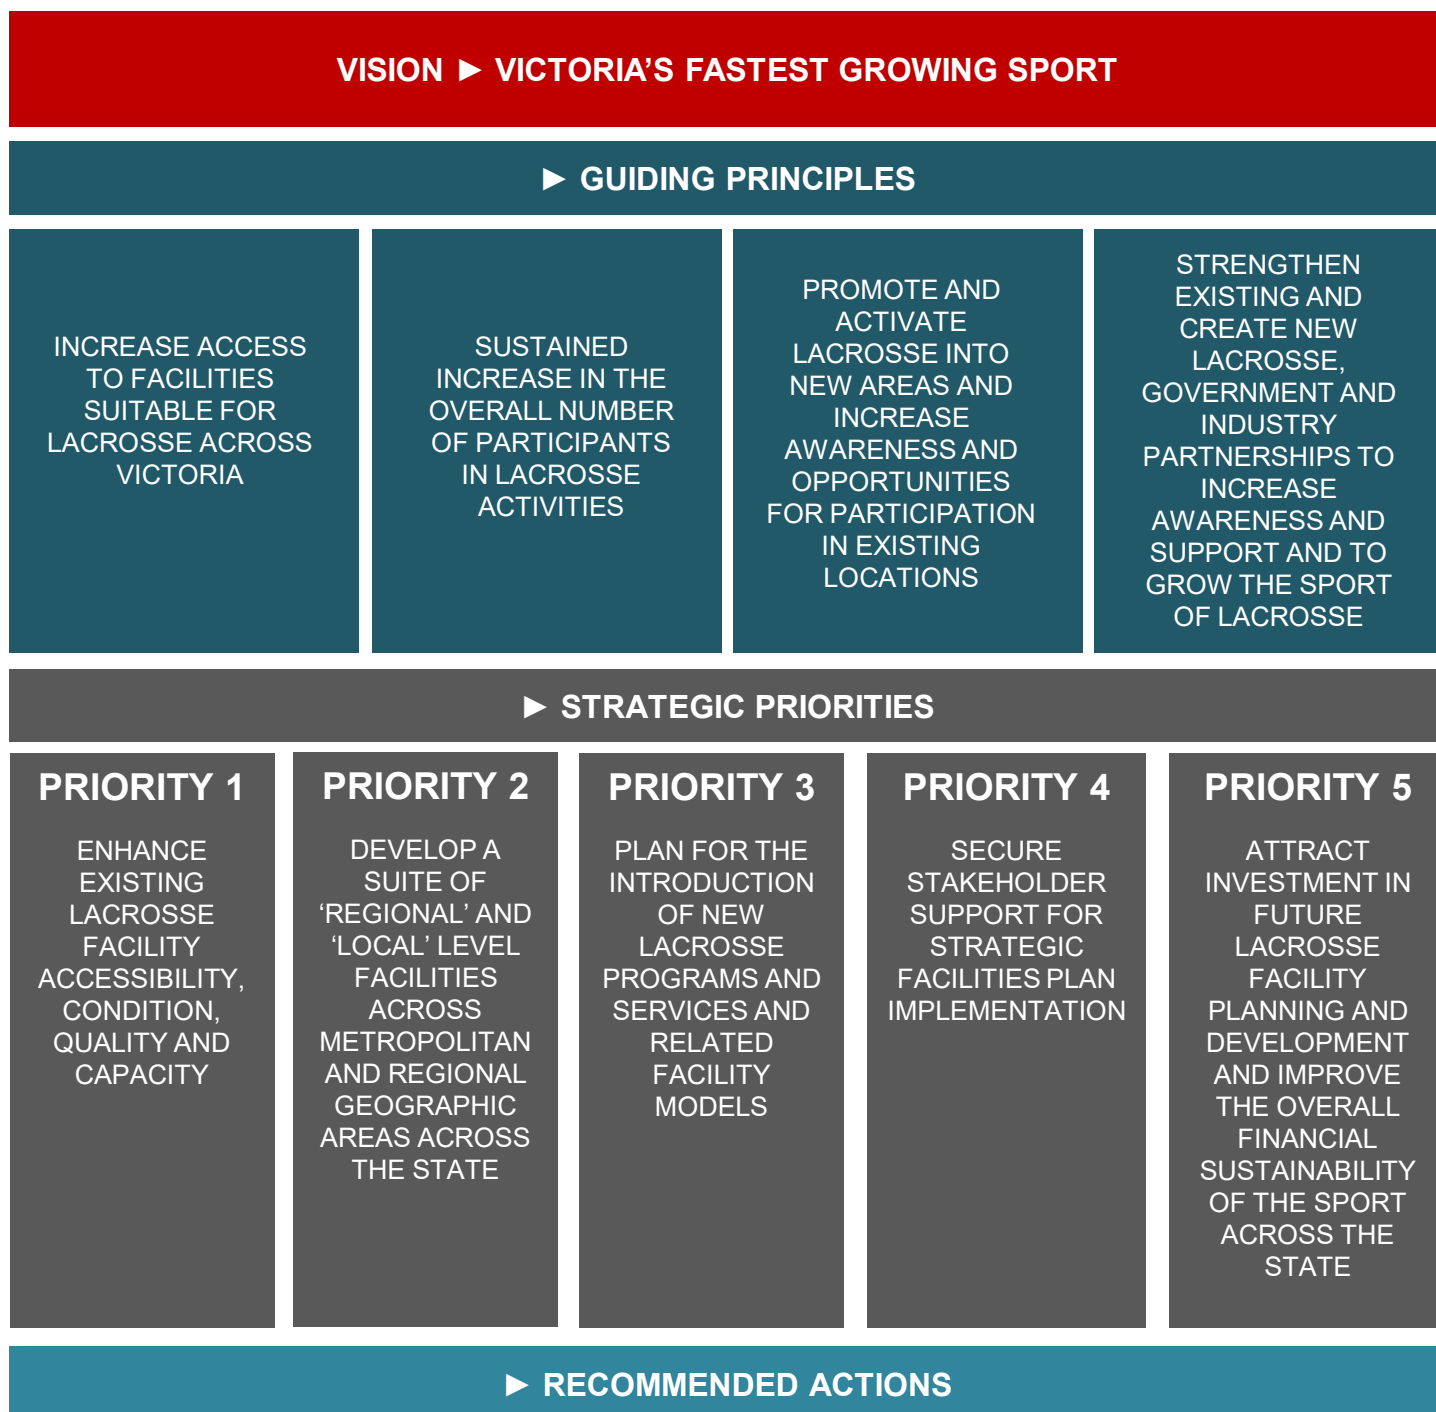 VISION ► VICTORIA’S FASTEST GROWING SPORT
► GUIDING PRINCIPLES
INCREASE ACCESS
TO FACILITIES
SUITABLE FOR
LACROSSE ACROSS
VICTORIA
SUSTAINED
INCREASE IN THE
OVERALL NUMBER
OF PARTICIPANTS
IN LACROSSE
ACTIVITIES
PROMOTE AND
ACTIVATE
LACROSSE INTO
NEW AREAS AND
INCREASE
AWARENESS AND
OPPORTUNITIES
FOR PARTICIPATION
IN EXISTING
LOCATIONS
STRENGTHEN
EXISTING AND
CREATE NEW
LACROSSE,
GOVERNMENT AND
INDUSTRY
PARTNERSHIPS TO
INCREASE
AWARENESS AND
SUPPORT AND TO
GROW THE SPORT
OF LACROSSE
► STRATEGIC PRIORITIES
PRIORITY 1
ENHANCE
EXISTING
LACROSSE
FACILITY
ACCESSIBILITY,
CONDITION,
QUALITY AND
CAPACITY
PRIORITY 2
DEVELOP A
SUITE OF
‘REGIONAL’ AND
‘LOCAL’ LEVEL
FACILITIES
ACROSS
METROPOLITAN
AND REGIONAL
GEOGRAPHIC
AREAS ACROSS
THE STATE
PRIORITY 3
PLAN FOR THE
INTRODUCTION
OF NEW
LACROSSE
PROGRAMS AND
SERVICES AND
RELATED
FACILITY
MODELS
PRIORITY 4
SECURE
STAKEHOLDER
SUPPORT FOR
STRATEGIC
FACILITIES PLAN
IMPLEMENTATION
PRIORITY 5
ATTRACT
INVESTMENT IN
FUTURE
LACROSSE
FACILITY
PLANNING AND
DEVELOPMENT
AND IMPROVE
THE OVERALL
FINANCIAL
SUSTAINABILITY
OF THE SPORT
ACROSS THE
STATE
► RECOMMENDED ACTIONS